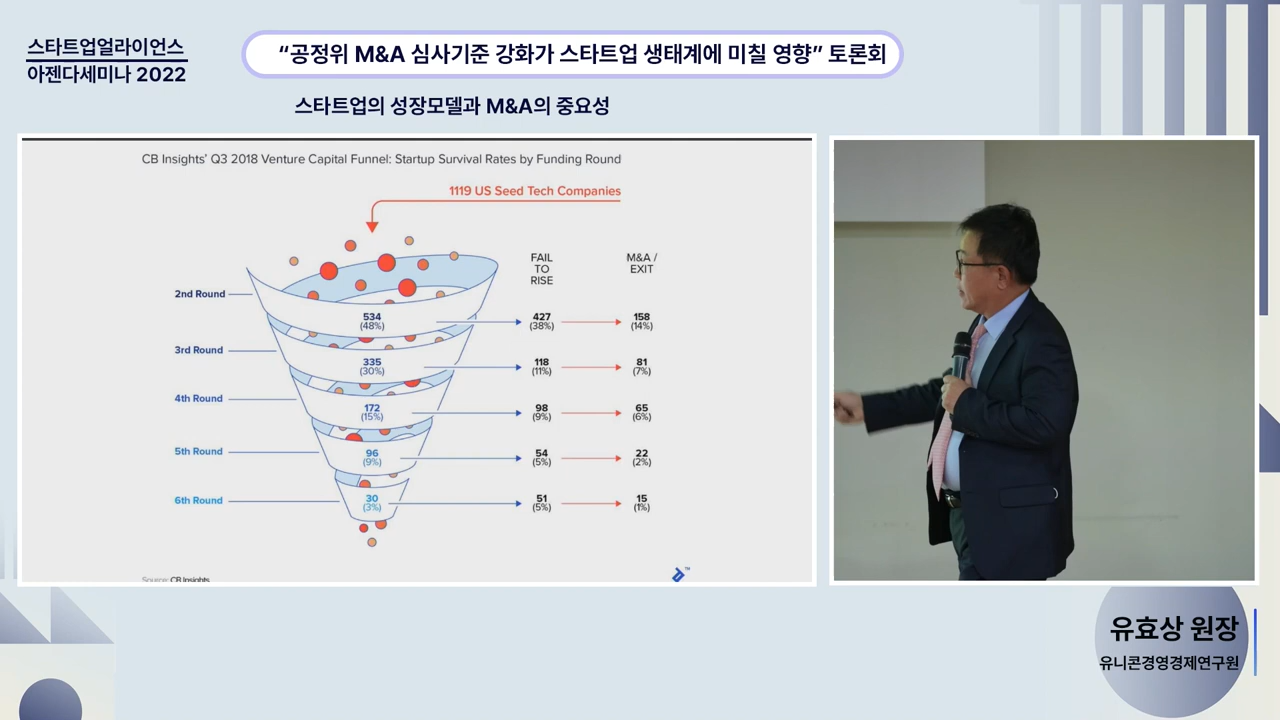 스타트업얼라이언스
아젠다세미나 2022
“공정위 M&A 심사기준 강화가 스타트업 생태계에 미칠 영향” 토론회
스타트업의 성장모델과 M&A의 중요성
CB Insights' Q3 2018 Venture Capital Funnel: Startup Survival Rates by Funding Round
1119 US Seed Tech Companies
FAIL
TO
RISE
M&A /
EXIT
2nd Round
534
(48%)
427
(38%)
158
(14%)
3rd Round
335
(30%)
118
(11%)
81
(7%)
4th Round
172
(15%)
98
(9%)
65
(6%)
5th Round
96
(9%)
54
(5%)
22
(2%)
6th Round
30
(3%)
51
(5%)
15
(1%)
Source: CB Insights
TM
유효상 원장
유니콘경영경제연구원